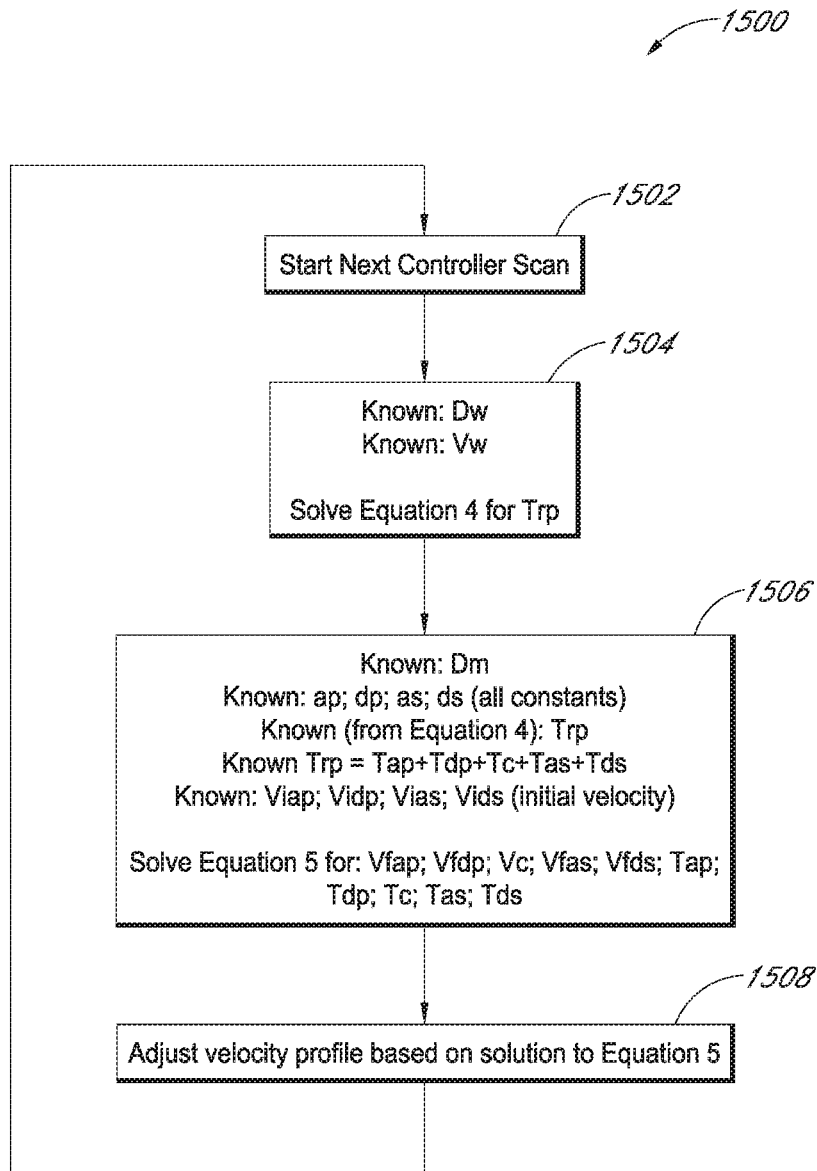 1500
1502
Start Next Controller Scan
1504
Known: Dw
Known: Vw
Solve Equation 4 for Trp
1506
Known: Dm
Known: ap; dp; as; ds (all constants)
Known (from Equation 4): Trp
Known Trp = Tap+Tdp+Tc+Tas+Tds
Known: Viap; Vidp; Vias; Vids (initial velocity)
Solve Equation 5 for: Vfap; Vfdp; Vc; Vfas; Vfds; Tap;
Tdp; Tc; Tas; Tds
1508
Adjust velocity profile based on solution to Equation 5